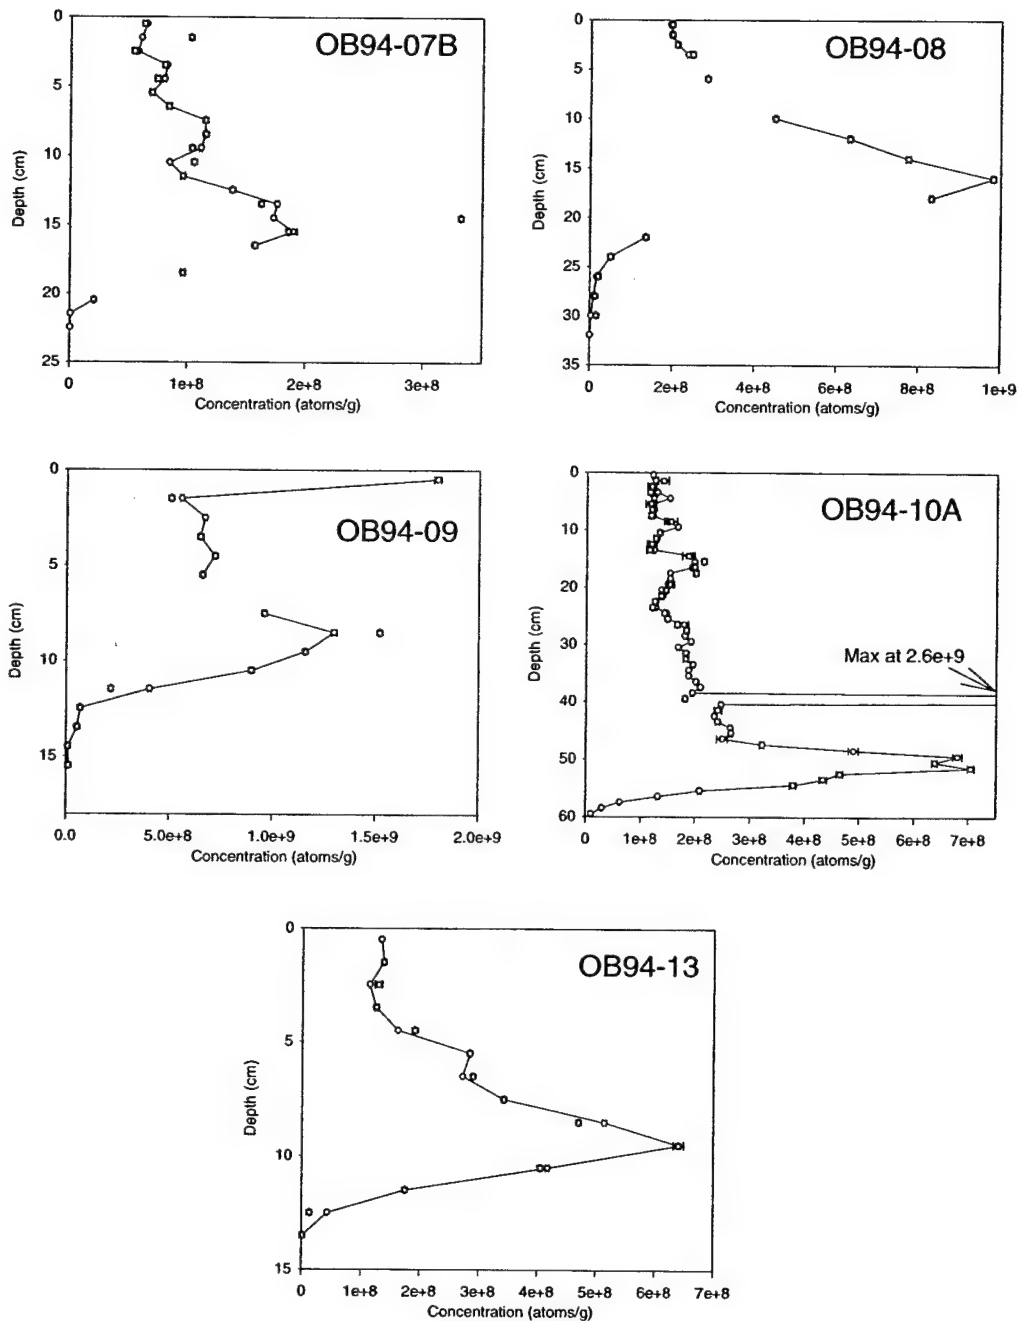 OB94-07B
0
5
10
15
20
25
Depth (cm)
0 1e+8 2e+8 3e+8
Concentration (atoms/g)
OB94-08
0
5
10
15
20
25
30
35
Depth (cm)
0 2e+8 4e+8 6e+8 8e+8 1e+9
Concentration (atoms/g)
OB94-09
0
5
10
15
Depth (cm)
0.0 5.0e+8 1.0e+9 1.5e+9 2.0e+9
Concentration (atoms/g)
OB94-10A
0
10
20
30
40
50
60
Depth (cm)
Max at 2.6e+9
0 1e+8 2e+8 3e+8 4e+8 5e+8 6e+8 7e+8
Concentration (atoms/g)
OB94-13
0
5
10
15
Depth (cm)
0 1e+8 2e+8 3e+8 4e+8 5e+8 6e+8 7e+8
Concentration (atoms/g)